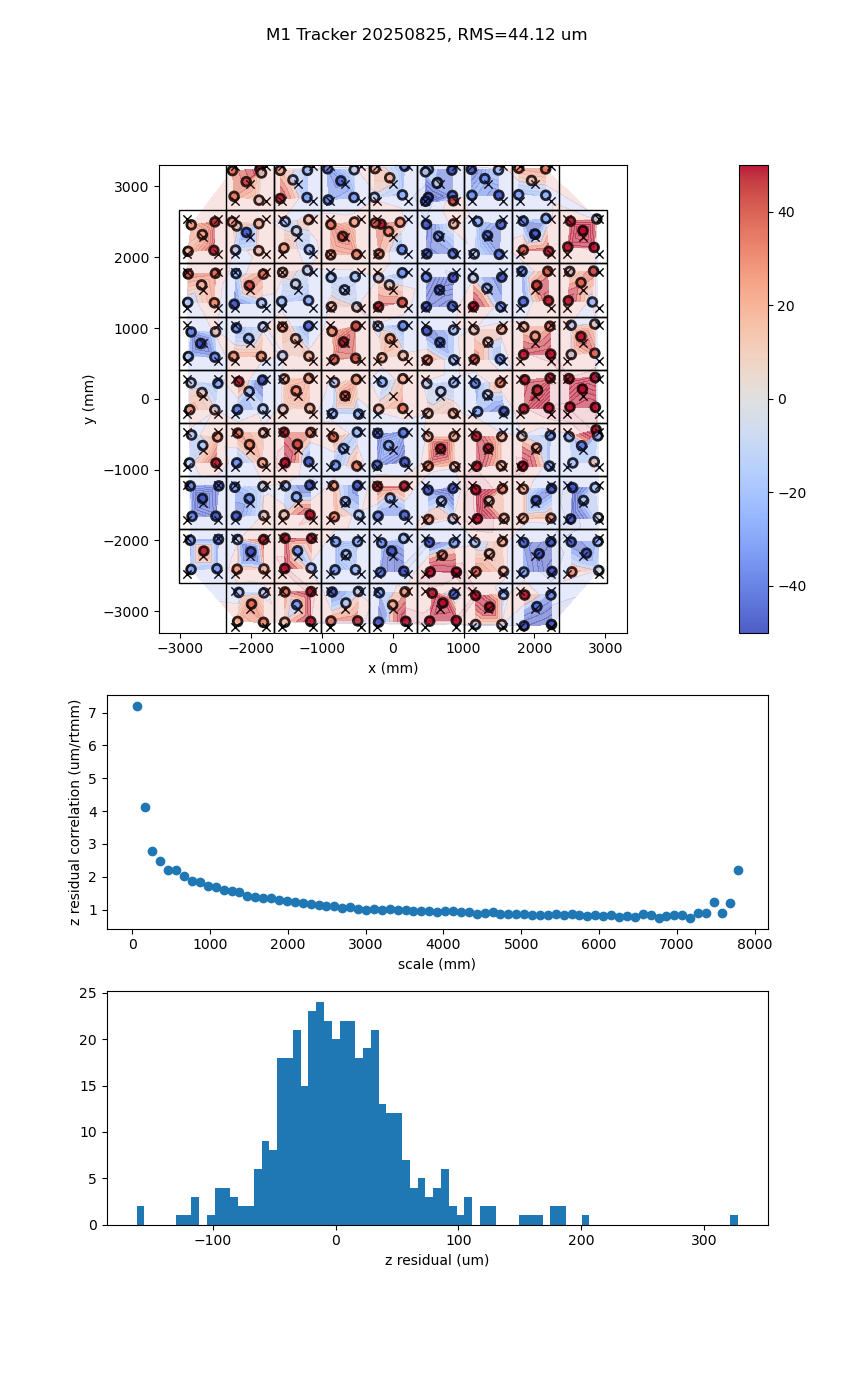 M1 Tracker 20250825, RMS=44.12 um
3000
2000
1000
0
−1000
−2000
−3000
y (mm)
−3000 −2000 −1000 0 1000 2000 3000
x (mm)
40
20
0
−20
−40
7
6
5
4
3
2
1
z residual correlation (um/rtmm)
0 1000 2000 3000 4000 5000 6000 7000 8000
scale (mm)
25
20
15
10
5
0
−100 0 100 200 300
z residual (um)